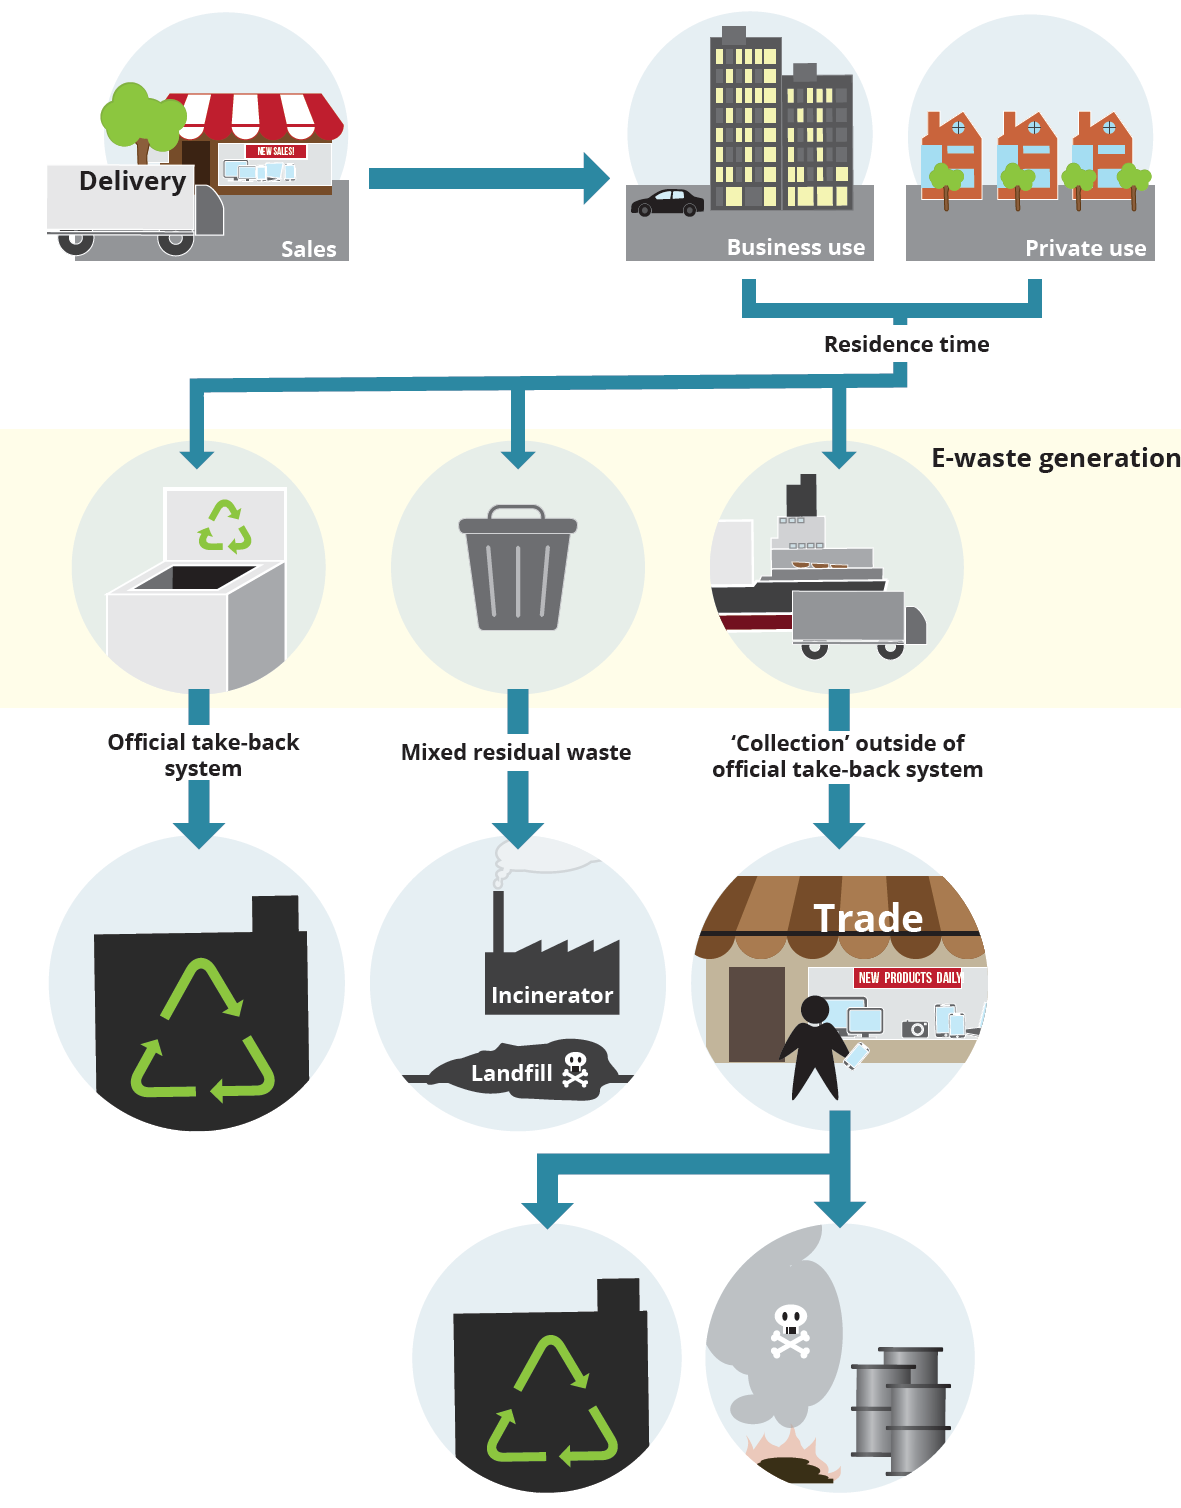 NEW SALES!
Delivery
Sales
Business use
Private use
Residence time
E-waste generation
Official take-back
system
Mixed residual waste
‘Collection’ outside of
official take-back system
Trade
NEW PRODUCTS DAILY
Incinerator
Landfill